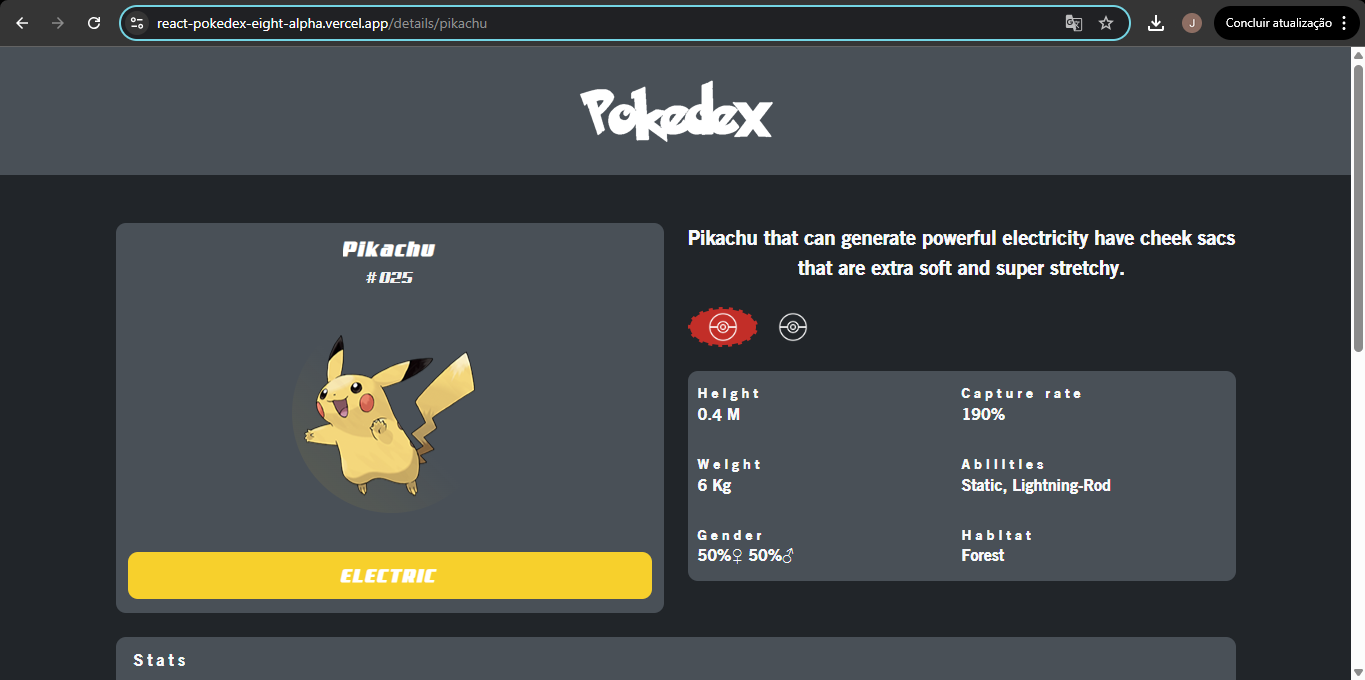 react-pokedex-eight-alpha.vercel.app/details/pikachu
J
Concluir atualização
Pokedex
Pikachu
#025
ELECTRIC
Pikachu that can generate powerful electricity have cheek sacs
that are extra soft and super stretchy.
Height
0.4 M
Capture rate
190%
Weight
6 Kg
Abilities
Static, Lightning-Rod
Gender
50%♀ 50%♂
Habitat
Forest
Stats